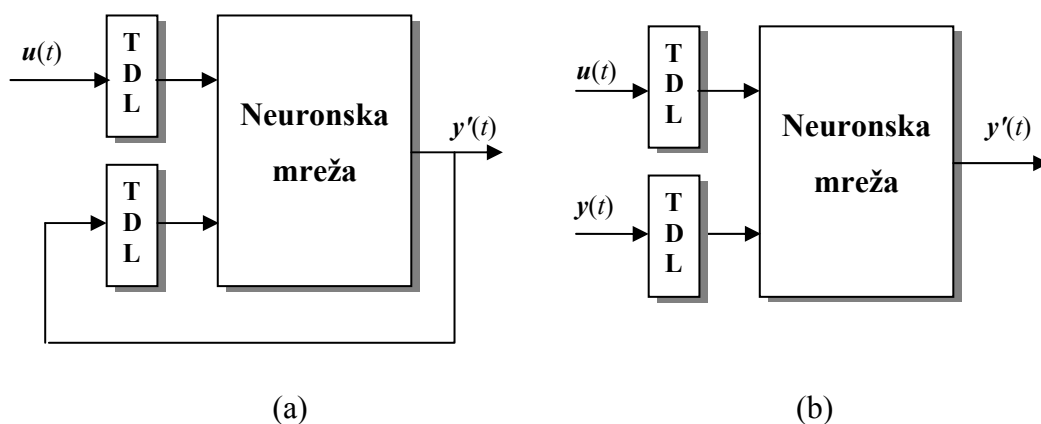 u(t)
T
D
L
T
D
L
Neuronska
mreža
y'(t)
(a)
u(t)
y(t)
T
D
L
T
D
L
Neuronska
mreža
y'(t)
(b)